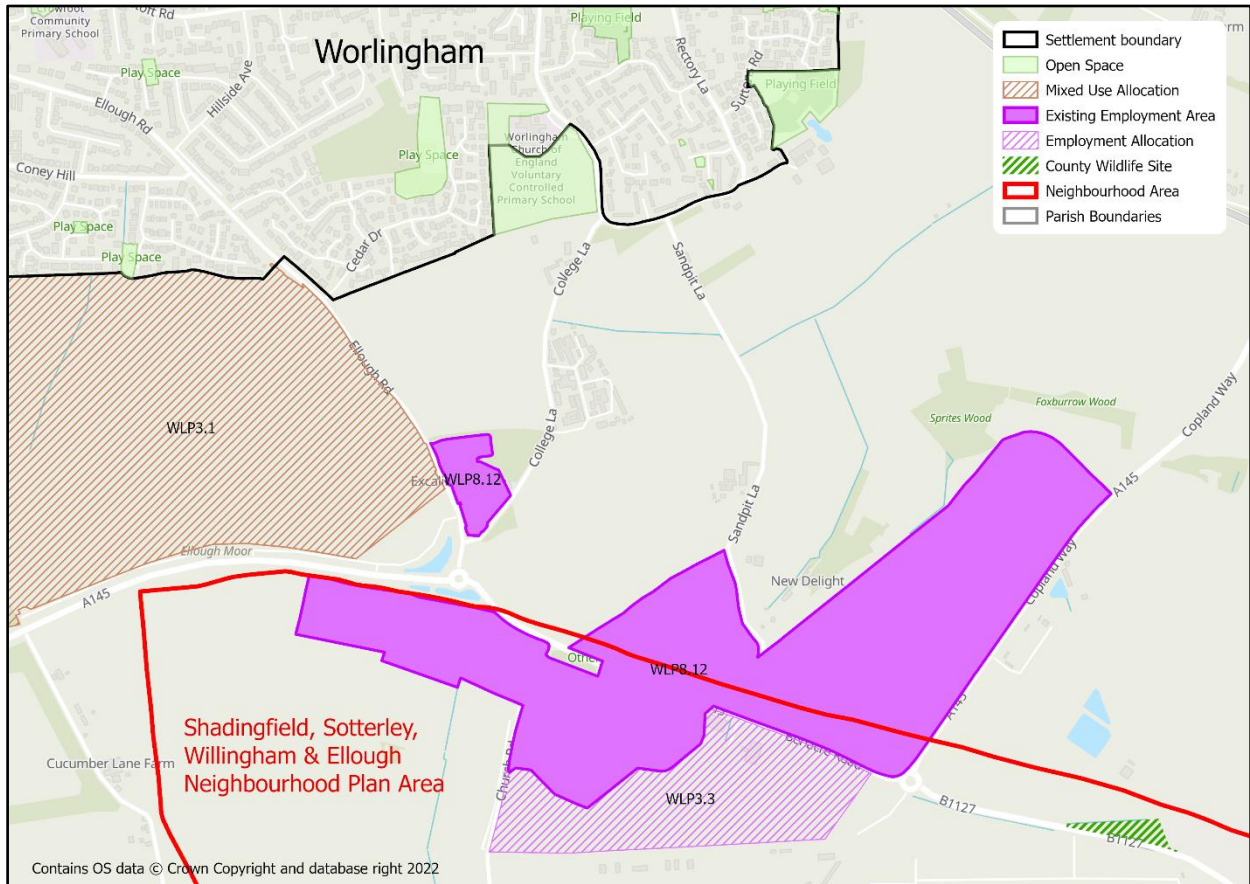 Crowfoot
Community
Primary School
Worlingham
Playing Field
Rectory La
Playing Field
Play Space
Hillside Ave
Ellough Rd
Coney Hill
Play Space
Worlingham
Church of
England
Voluntary
Controlled
Primary School
Play Space
Play Space
Cedar Dr
College La
Sandpit La
Ellough Rd
WLP3.1
College La
WLP8.12
Sprites Wood
Foxburrow Wood
Copland Way
A145
Sandpit La
Ellough Moor
A145
New Delight
Copland Way
A145
WLP8.12
Shadingfield, Sotterley,
Willingham & Ellough
Neighbourhood Plan Area
Cucumber Lane Farm
Church Rd
WLP3.3
B1127
B1127
Settlement boundary
Open Space
Mixed Use Allocation
Existing Employment Area
Employment Allocation
County Wildlife Site
Neighbourhood Area
Parish Boundaries
Contains OS data © Crown Copyright and database right 2022